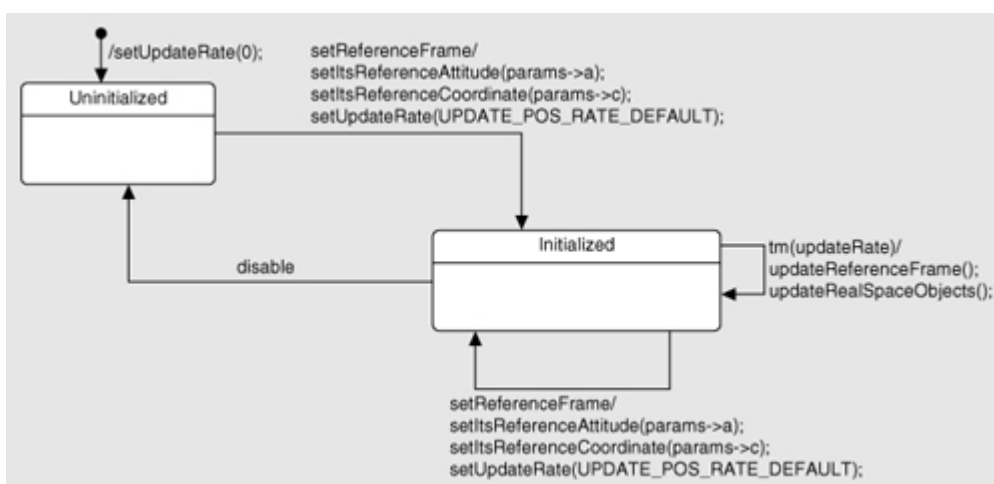 /setUpdateRate(0);
setReferenceFrame/
setItsReferenceAttitude(params->a);
setItsReferenceCoordinate(params->c);
setUpdateRate(UPDATE_POS_RATE_DEFAULT);
Uninitialized
Initialized
tm(updateRate)/
updateReferenceFrame();
updateRealSpaceObjects();
disable
setReferenceFrame/
setItsReferenceAttitude(params->a);
setItsReferenceCoordinate(params->c);
setUpdateRate(UPDATE_POS_RATE_DEFAULT);